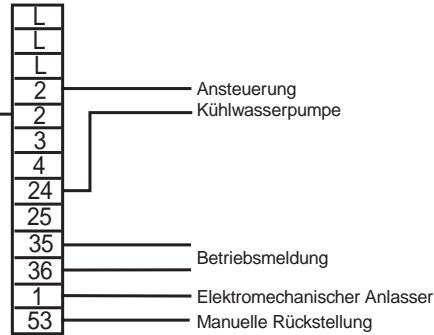 L
L
L
2
2
3
4
24
25
35
36
1
53
Ansteuerung
Kühlwasserpumpe
Betriebsmeldung
Elektromechanischer Anlasser
Manuelle Rückstellung